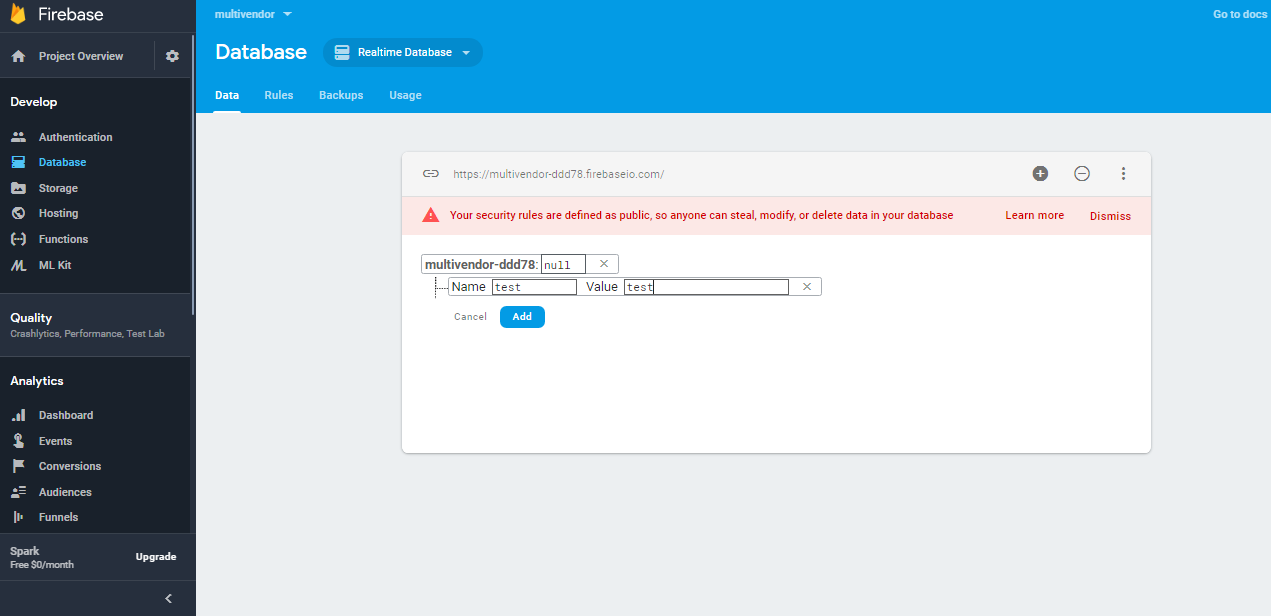 Firebase
Project Overview
Develop
Authentication
Database
Storage
Hosting
Functions
ML Kit
Quality
Crashlytics, Performance, Test Lab
Analytics
Dashboard
Events
Conversions
Audiences
Funnels
Spark
Free $0/month
Upgrade
multivendor
Go to docs
Database Realtime Database
Data Rules Backups Usage
https://multivendor-ddd78.firebaseio.com/
Your security rules are defined as public, so anyone can steal, modify, or delete data in your database Learn more Dismiss
multivendor-ddd78: null
Name test Value test
Cancel Add